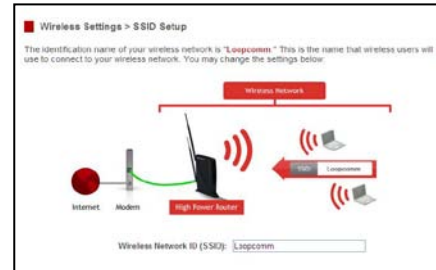 Wireless Settings > SSID Setup
The identification name of your wireless network is "Loopcomm." This is the name that wireless users will
use to connect to your wireless network. You may change the settings below:
Wireless Network
SSID: Loopcomm
Internet Modem High Power Router
Wireless Network ID (SSID): Loopcomm